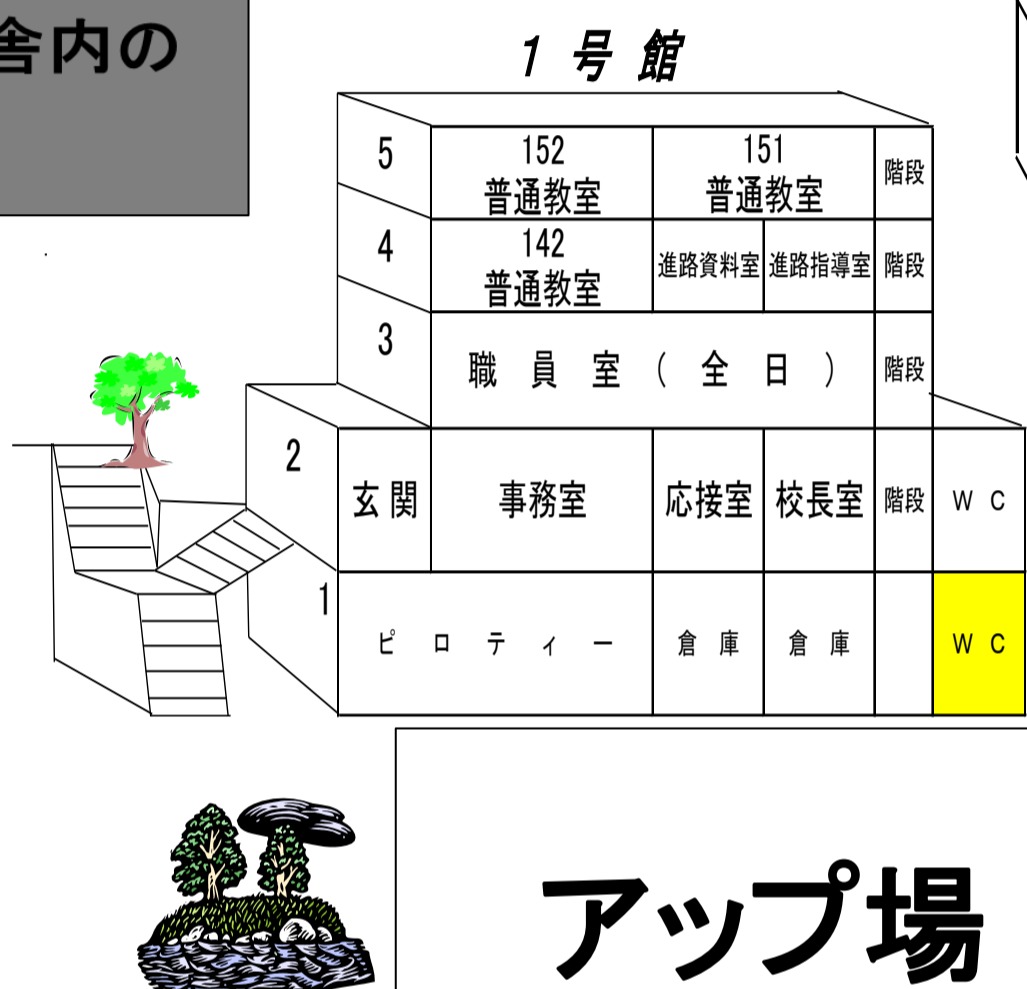 舎内の
1 号 館
5
152
普通教室
151
普通教室
階段
4
142
普通教室
進路資料室
進路指導室
階段
3
職 員 室 ( 全 日 )
階段
2
玄 関
事務室
応接室
校長室
階段
W C
1
ピ ロ テ ィ ー
倉 庫
倉 庫
W C
アップ場